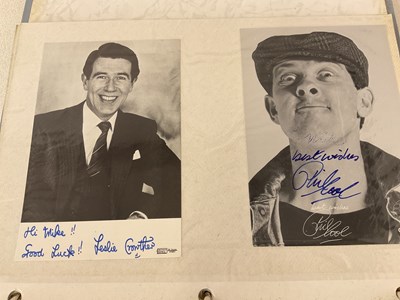 Hi Mike!!
Good Luck!! Leslie Crowther
best wishes
Phil Cool
Phil Cool